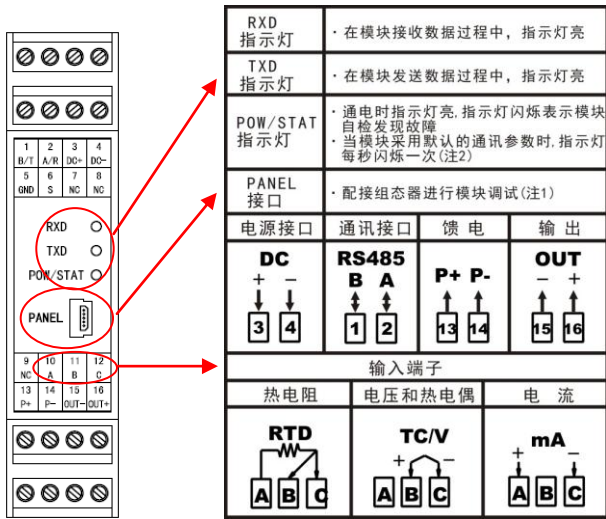 1 2 3 4
B/T A/R DC+ DC-
5 6 7 8
GND S NC NC
RXD
TXD
POW/STAT
PANEL
9 10 11 12
NC A B C
13 14 15 16
P+ P- OUT- OUT+
RXD
指示灯
·在模块接收数据过程中，指示灯亮
TXD
指示灯
·在模块发送数据过程中，指示灯亮
POW/STAT
指示灯
·通电时指示灯亮,指示灯闪烁表示模块
自检发现故障
·当模块采用默认的通讯参数时,指示灯
每秒闪烁一次(注2)
PANEL
接口
·配接组态器进行模块调试(注1)
电源接口 通讯接口 馈电 输出
DC RS485 P+ P- OUT
+ − B A − +
3 4 1 2 13 14 15 16
输入端子
热电阻 电压和热电偶 电流
RTD TC/V mA
+ − + −
A B C A B C A B C